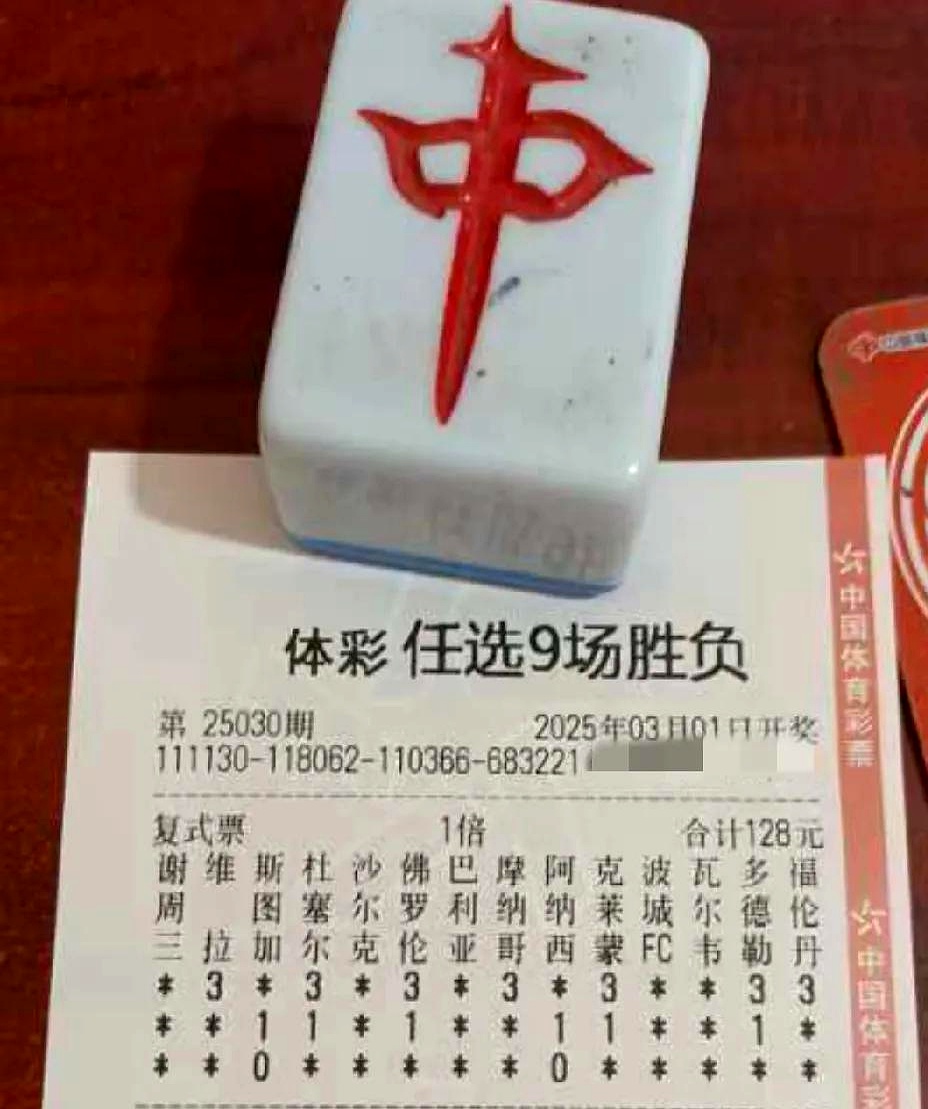 中
体彩 任选9场胜负
第 25030期 2025年03月01日开奖
111130-118062-110366-683221
复式票 1倍 合计128元
谢 维 斯 杜 沙 佛 巴 摩 阿 克 波 瓦 多 福
周 图 塞 尔 罗 利 纳 纳 莱 城 尔 德 伦
三 拉 加 尔 克 伦 亚 哥 西 蒙 FC 韦 勒 丹
* 3 * 3 * 3 * 3 * 3 * * 3 3
* * 1 1 * 1 * * 1 1 * * 1 *
* * 0 * * * * * 0 * * * * *
中国体育彩票
中国体育彩